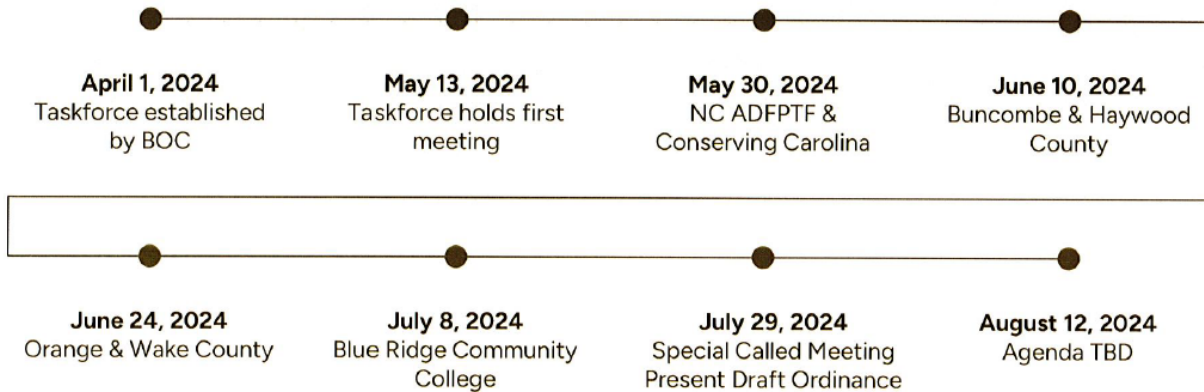 April 1, 2024
Taskforce established
by BOC
May 13, 2024
Taskforce holds first
meeting
May 30, 2024
NC ADFPTF &
Conserving Carolina
June 10, 2024
Buncombe & Haywood
County
June 24, 2024
Orange & Wake County
July 8, 2024
Blue Ridge Community
College
July 29, 2024
Special Called Meeting
Present Draft Ordinance
August 12, 2024
Agenda TBD